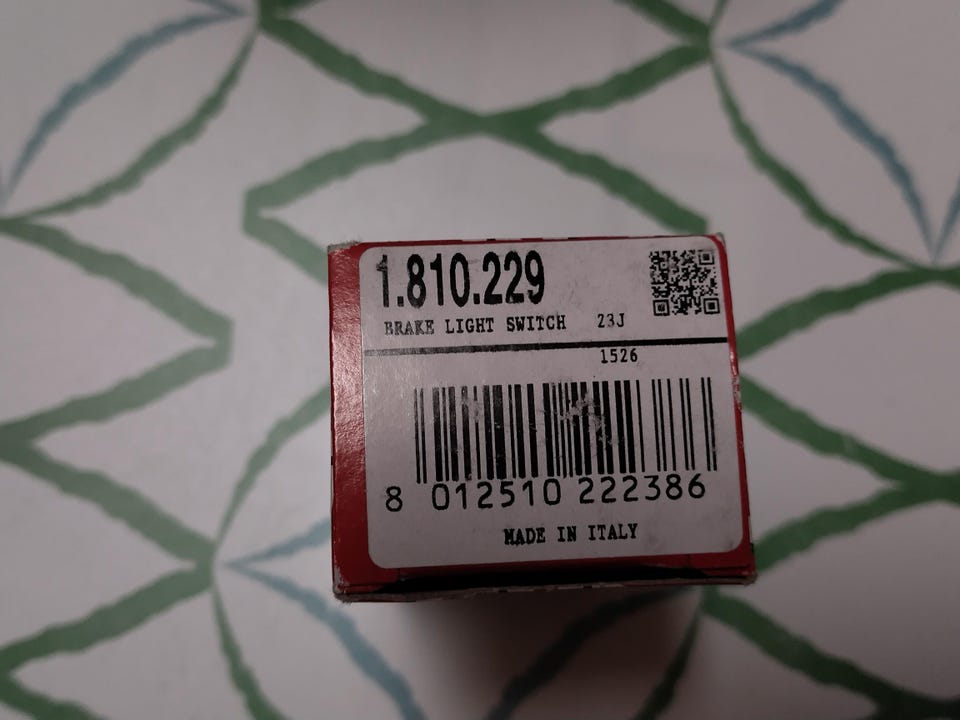 1.810.229
BRAKE LIGHT SWITCH 23J
1526
8 012510 222386
MADE IN ITALY